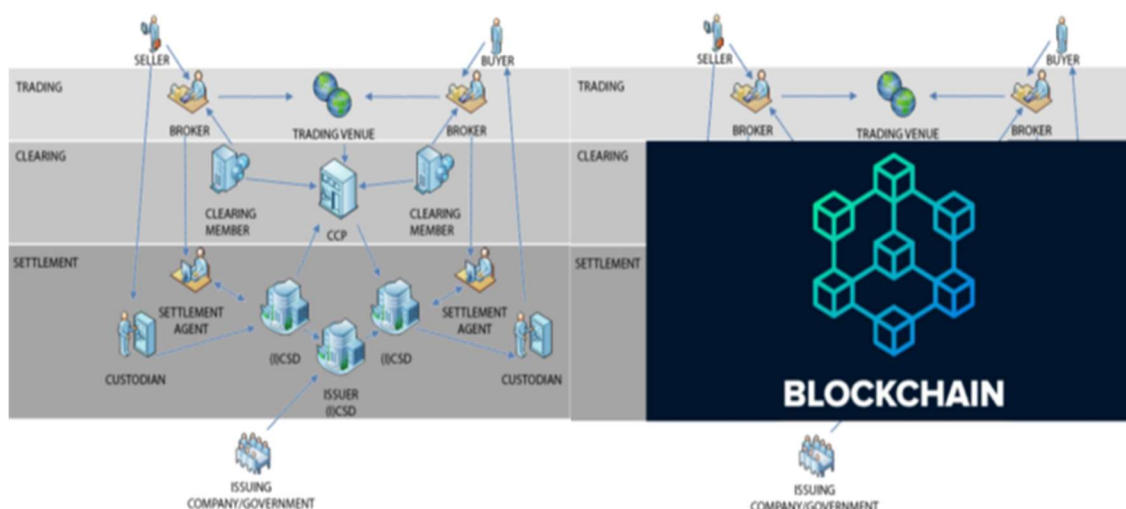 SELLER
BUYER
TRADING
BROKER
TRADING VENUE
BROKER
CLEARING
CLEARING
MEMBER
CCP
CLEARING
MEMBER
SETTLEMENT
SETTLEMENT
AGENT
SETTLEMENT
AGENT
CUSTODIAN
(I)CSD
(I)CSD
CUSTODIAN
ISSUER
(I)CSD
ISSUING
COMPANY/GOVERNMENT
SELLER
BUYER
TRADING
BROKER
TRADING VENUE
BROKER
CLEARING
SETTLEMENT
BLOCKCHAIN
ISSUING
COMPANY/GOVERNMENT